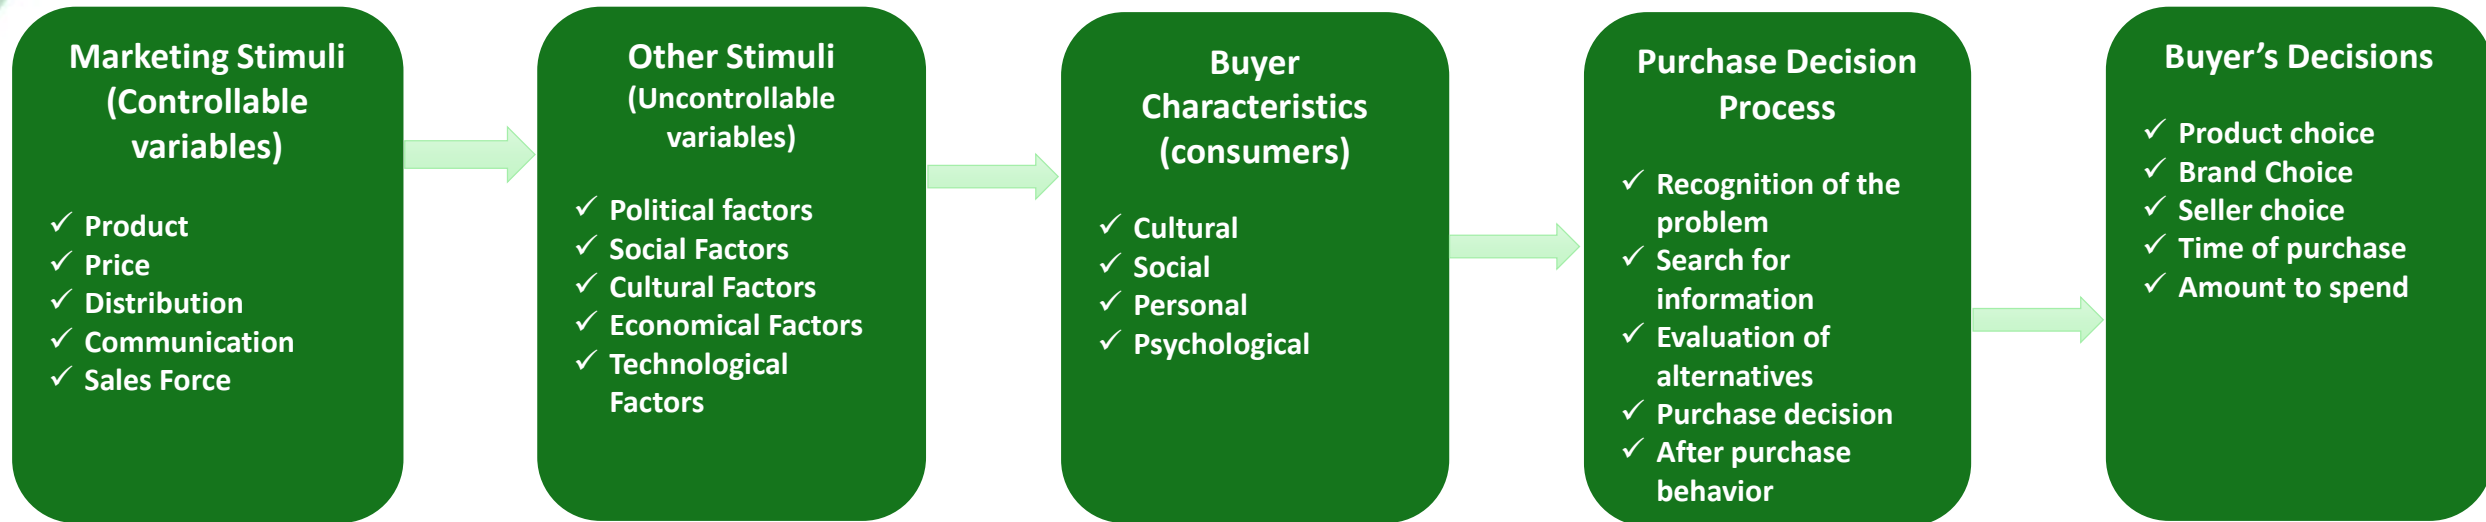 Marketing Stimuli
(Controllable
variables)
✓ Product
✓ Price
✓ Distribution
✓ Communication
✓ Sales Force
Other Stimuli
(Uncontrollable
variables)
✓ Political factors
✓ Social Factors
✓ Cultural Factors
✓ Economical Factors
✓ Technological
Factors
Buyer
Characteristics
(consumers)
✓ Cultural
✓ Social
✓ Personal
✓ Psychological
Purchase Decision
Process
✓ Recognition of the
problem
✓ Search for
information
✓ Evaluation of
alternatives
✓ Purchase decision
✓ After purchase
behavior
Buyer’s Decisions
✓ Product choice
✓ Brand Choice
✓ Seller choice
✓ Time of purchase
✓ Amount to spend